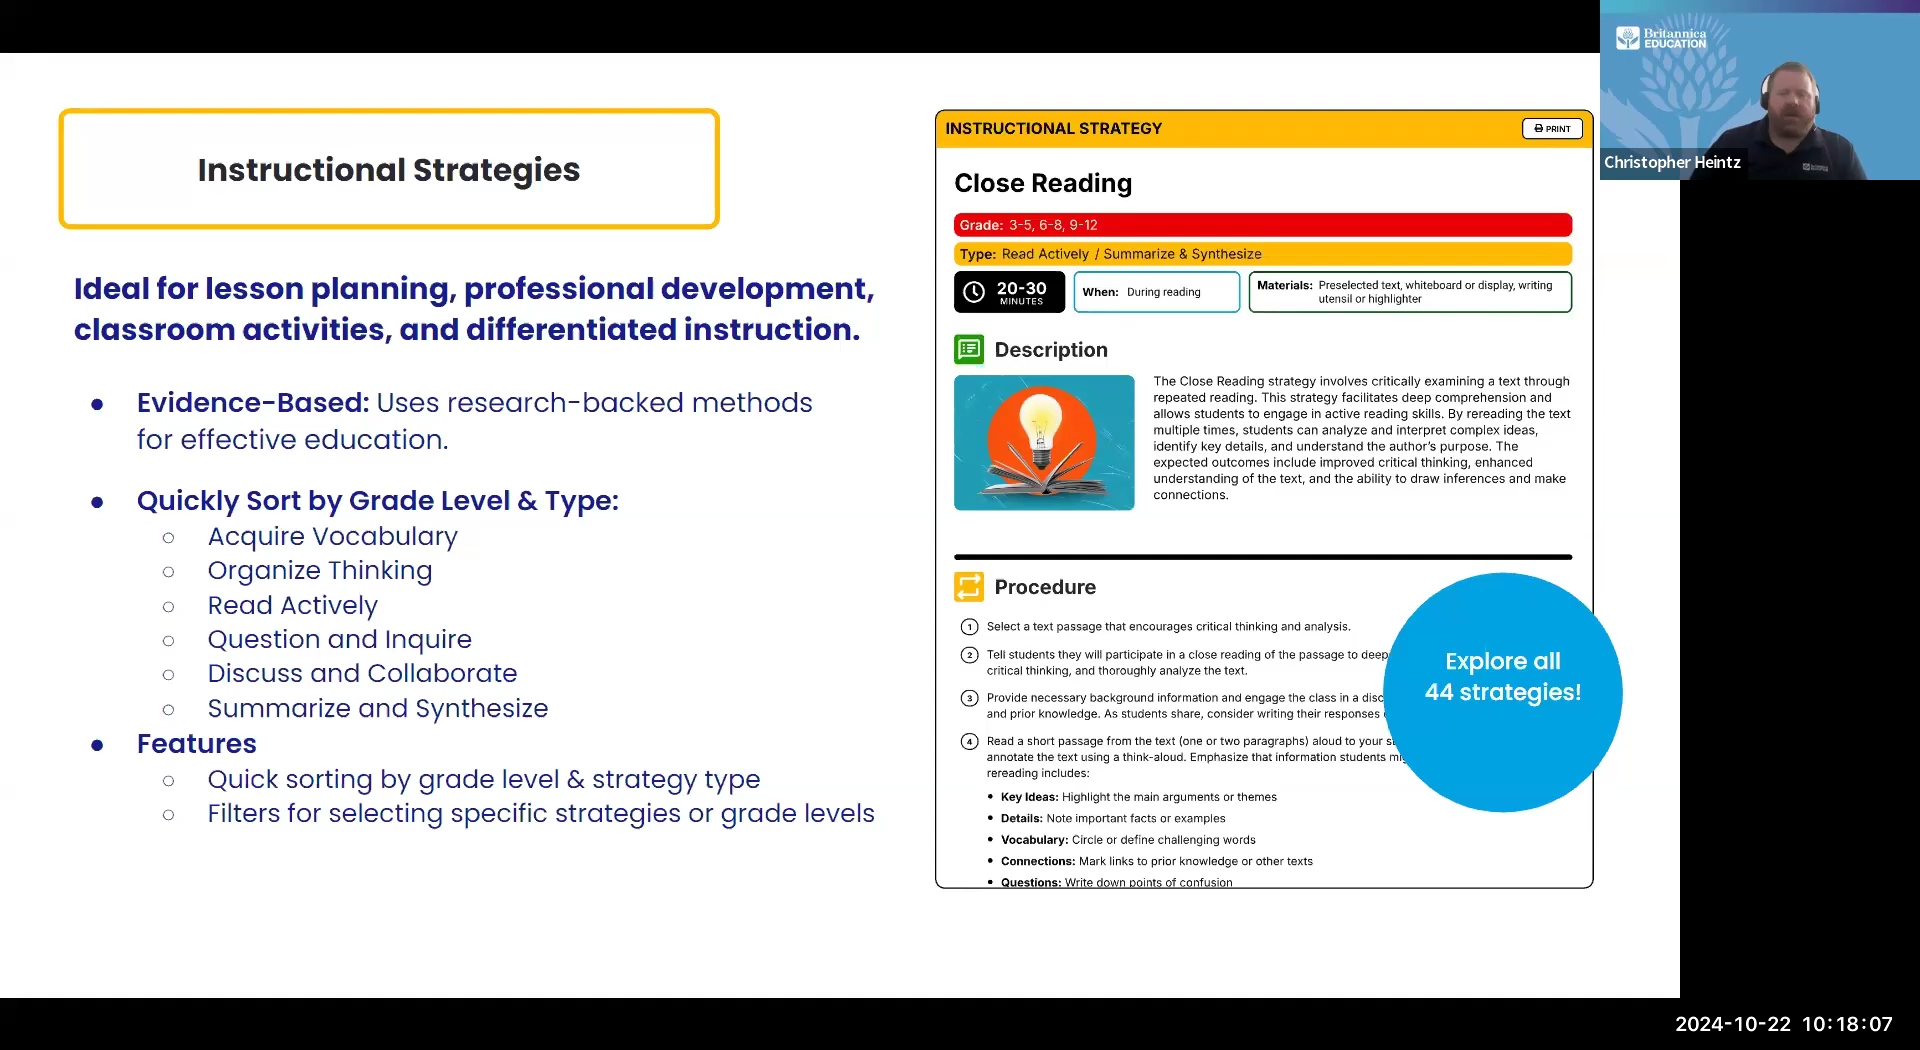 Instructional Strategies
Ideal for lesson planning, professional development,
classroom activities, and differentiated instruction.
● Evidence-Based: Uses research-backed methods
for effective education.
● Quickly Sort by Grade Level & Type:
○ Acquire Vocabulary
○ Organize Thinking
○ Read Actively
○ Question and Inquire
○ Discuss and Collaborate
○ Summarize and Synthesize
● Features
○ Quick sorting by grade level & strategy type
○ Filters for selecting specific strategies or grade levels
INSTRUCTIONAL STRATEGY
PRINT
Close Reading
Grade: 3-5, 6-8, 9-12
Type: Read Actively / Summarize & Synthesize
20-30
MINUTES
When: During reading
Materials: Preselected text, whiteboard or display, writing
utensil or highlighter
Description
The Close Reading strategy involves critically examining a text through
repeated reading. This strategy facilitates deep comprehension and
allows students to engage in active reading skills. By rereading the text
multiple times, students can analyze and interpret complex ideas,
identify key details, and understand the author's purpose. The
expected outcomes include improved critical thinking, enhanced
understanding of the text, and the ability to draw inferences and make
connections.
Procedure
1 Select a text passage that encourages critical thinking and analysis.
2 Tell students they will participate in a close reading of the passage to
critical thinking, and thoroughly analyze the text.
3 Provide necessary background information and engage the class in a
and prior knowledge. As students share, consider writing their responses
4 Read a short passage from the text (one or two paragraphs) aloud to your
annotate the text using a think-aloud. Emphasize that information students
rereading includes:
• Key Ideas: Highlight the main arguments or themes
• Details: Note important facts or examples
• Vocabulary: Circle or define challenging words
• Connections: Mark links to prior knowledge or other texts
• Questions: Write down points of confusion
Explore all
44 strategies!
Britannica
EDUCATION
Christopher Heintz
2024-10-22 10:18:07